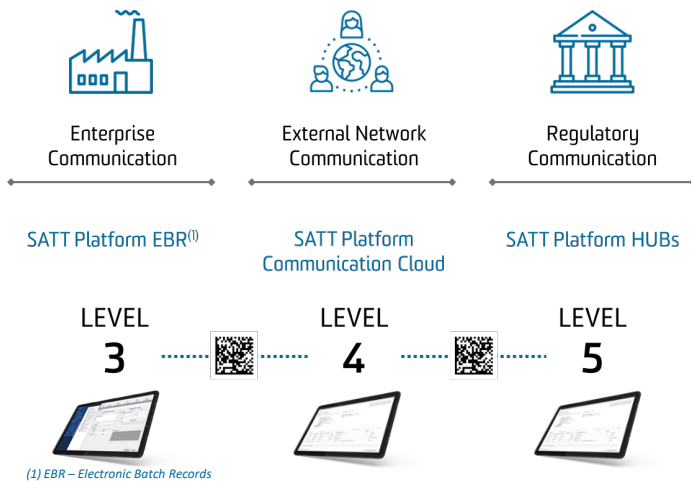 Enterprise
Communication
External Network
Communication
Regulatory
Communication
SATT Platform EBR(1)
SATT Platform
Communication Cloud
SATT Platform HUBs
LEVEL
3
LEVEL
4
LEVEL
5
(1) EBR – Electronic Batch Records